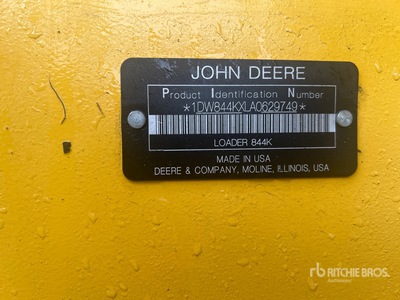 JOHN DEERE
Product Identification Number
*1DW844KXLA0629749*
LOADER 844K
MADE IN USA
DEERE & COMPANY, MOLINE, ILLINOIS, USA
rb RITCHIE BROS.
Auctioneers